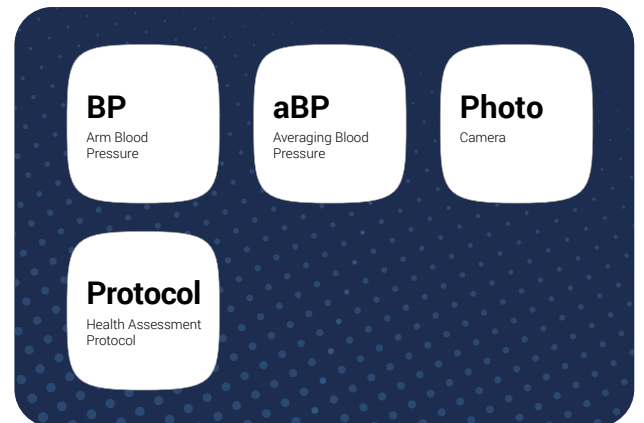 BP
Arm Blood
Pressure
aBP
Averaging Blood
Pressure
Photo
Camera
Protocol
Health Assessment
Protocol